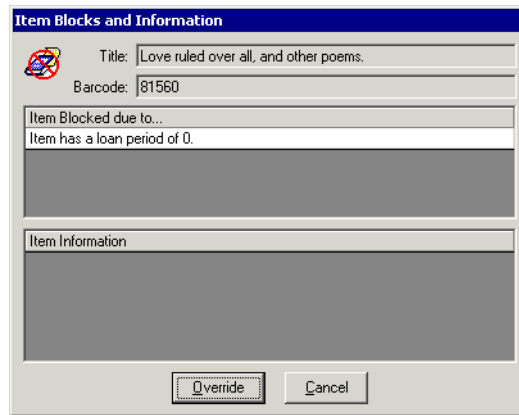 Item Blocks and Information
Title: Love ruled over all, and other poems.
Barcode: 81560
Item Blocked due to...
Item has a loan period of 0.
Item Information
Override Cancel